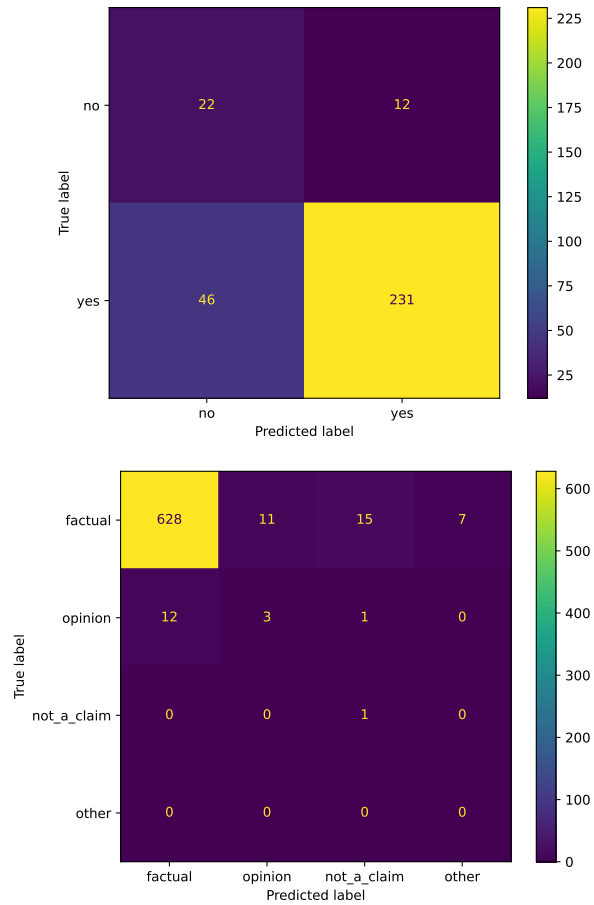 225
200
175
150
125
100
75
50
25
True label
no
22 12
yes
46 231
no yes
Predicted label
600
500
400
300
200
100
0
True label
factual 628 11 15 7
opinion 12 3 1 0
not_a_claim 0 0 1 0
other 0 0 0 0
factual opinion not_a_claim other
Predicted label